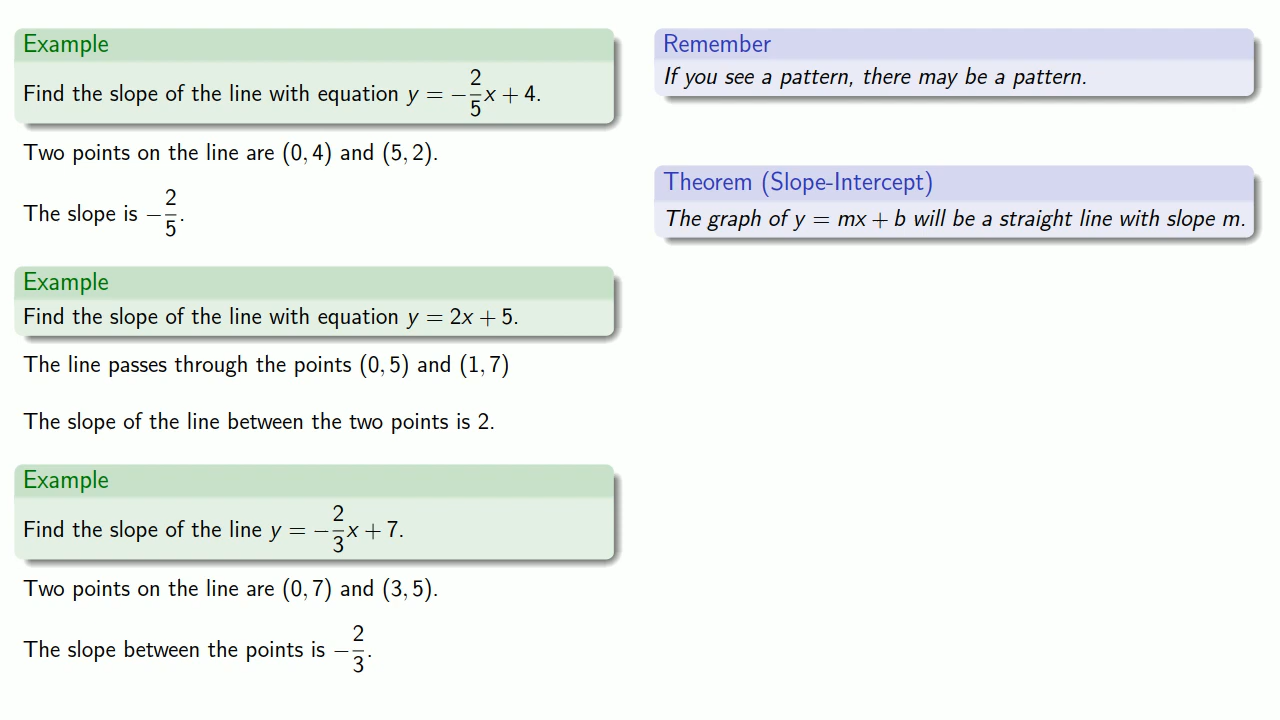 Example
Find the slope of the line with equation y = −2/5x + 4.
Two points on the line are (0, 4) and (5, 2).
The slope is −2/5.
Example
Find the slope of the line with equation y = 2x + 5.
The line passes through the points (0, 5) and (1, 7)
The slope of the line between the two points is 2.
Example
Find the slope of the line y = −2/3x + 7.
Two points on the line are (0, 7) and (3, 5).
The slope between the points is −2/3.
Remember
If you see a pattern, there may be a pattern.
Theorem (Slope-Intercept)
The graph of y = mx + b will be a straight line with slope m.